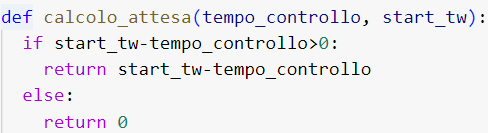 def calcolo_attesa(tempo_controllo, start_tw):
  if start_tw-tempo_controllo>0:
    return start_tw-tempo_controllo
  else:
    return 0